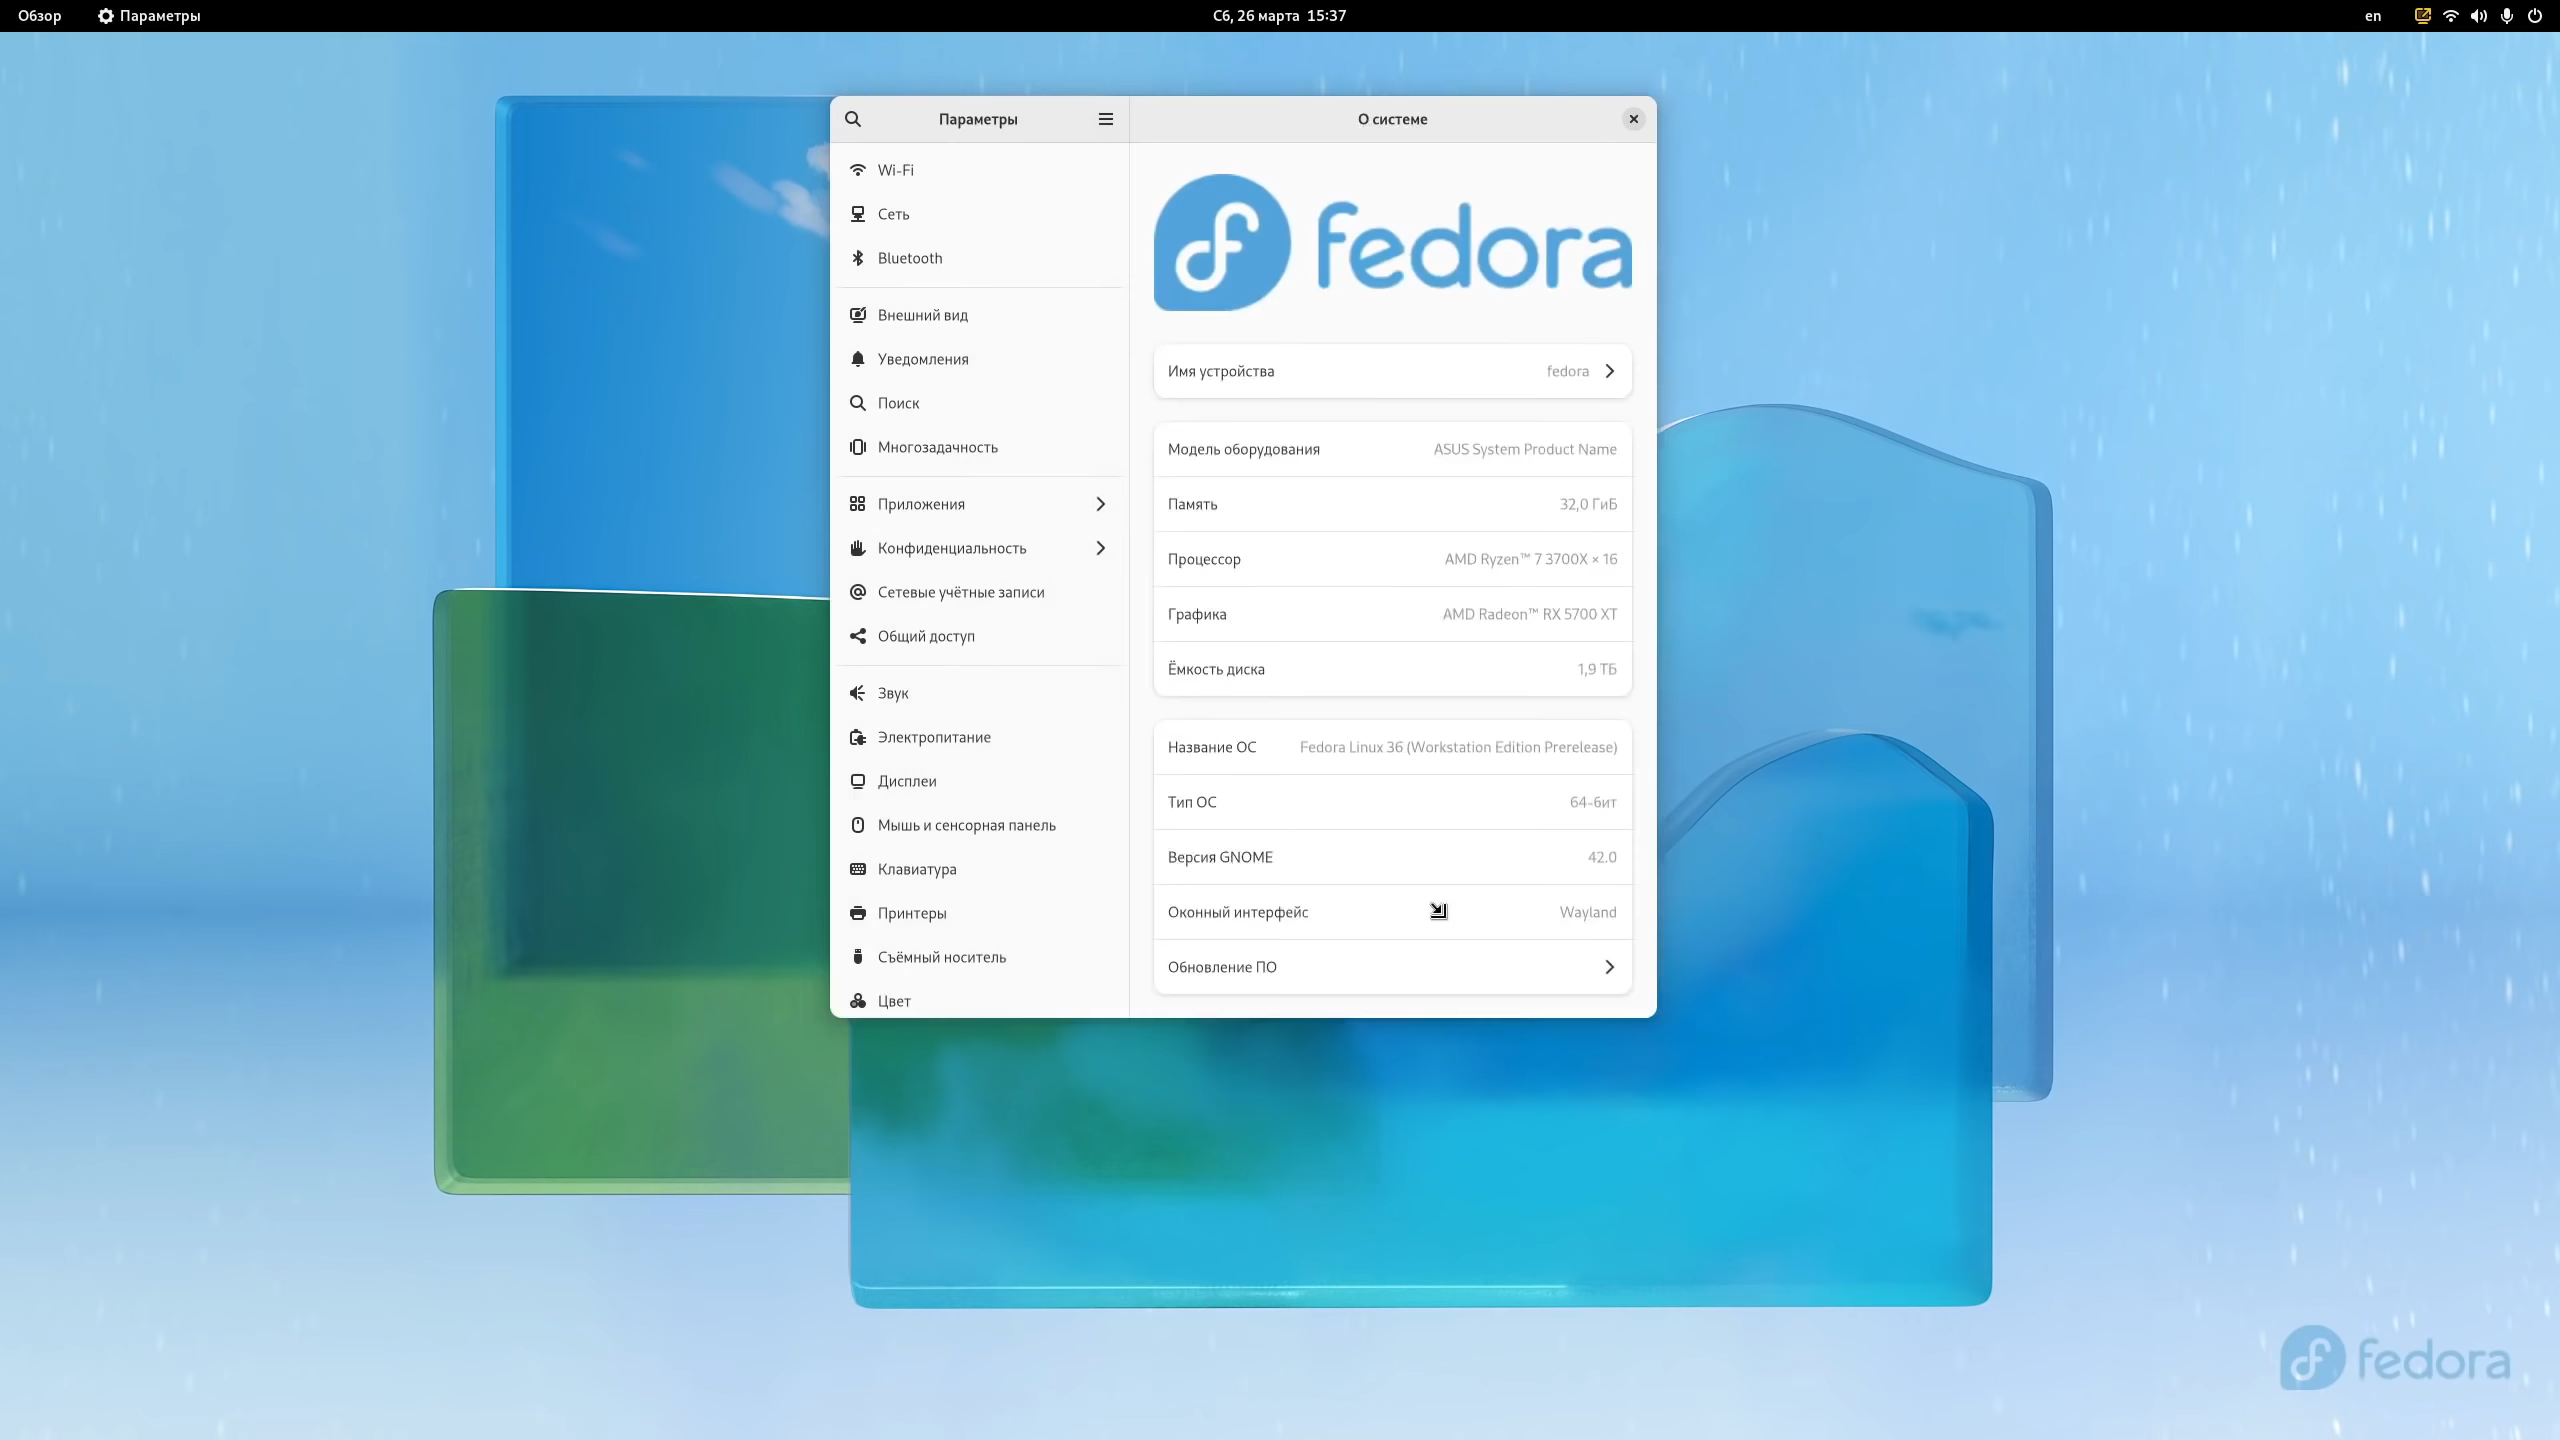 Обзор Параметры Сб, 26 марта 15:37 en
Параметры
Wi-Fi
Сеть
Bluetooth
Внешний вид
Уведомления
Поиск
Многозадачность
Приложения
Конфиденциальность
Сетевые учётные записи
Общий доступ
Звук
Электропитание
Дисплеи
Мышь и сенсорная панель
Клавиатура
Принтеры
Съёмный носитель
Цвет
О системе
fedora
Имя устройства fedora
Модель оборудования ASUS System Product Name
Память 32,0 ГиБ
Процессор AMD Ryzen™ 7 3700X × 16
Графика AMD Radeon™ RX 5700 XT
Ёмкость диска 1,9 ТБ
Название ОС Fedora Linux 36 (Workstation Edition Prerelease)
Тип ОС 64-бит
Версия GNOME 42.0
Оконный интерфейс Wayland
Обновление ПО
fedora